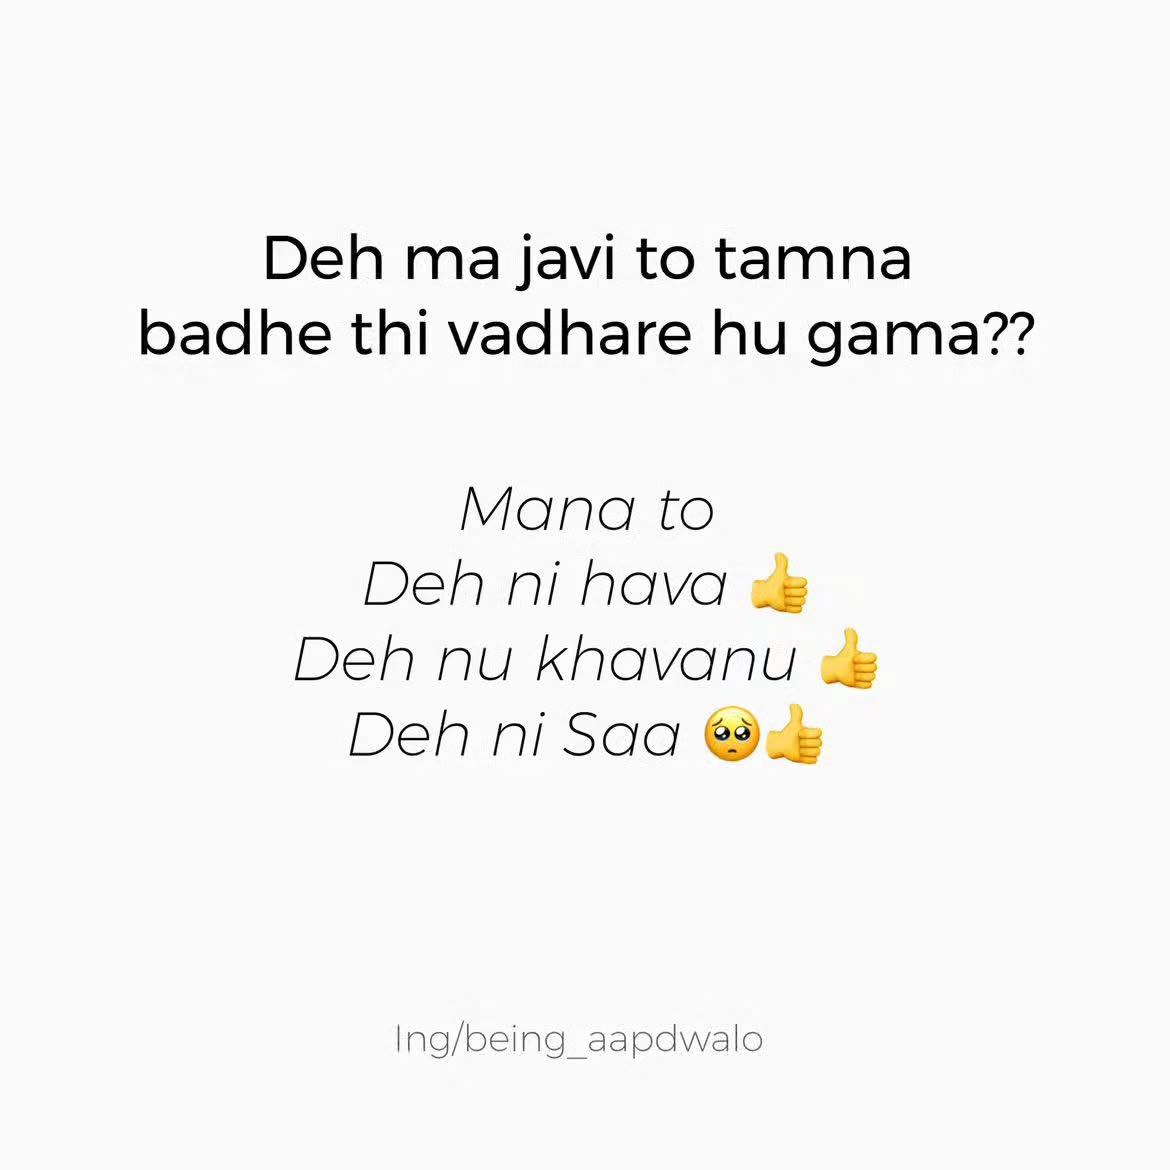 Deh ma javi to tamna
badhe thi vadhare hu gama??
Mana to
Deh ni hava 👍
Deh nu khavanu 👍
Deh ni Saa 🥺👍
Ing/being_aapdwalo